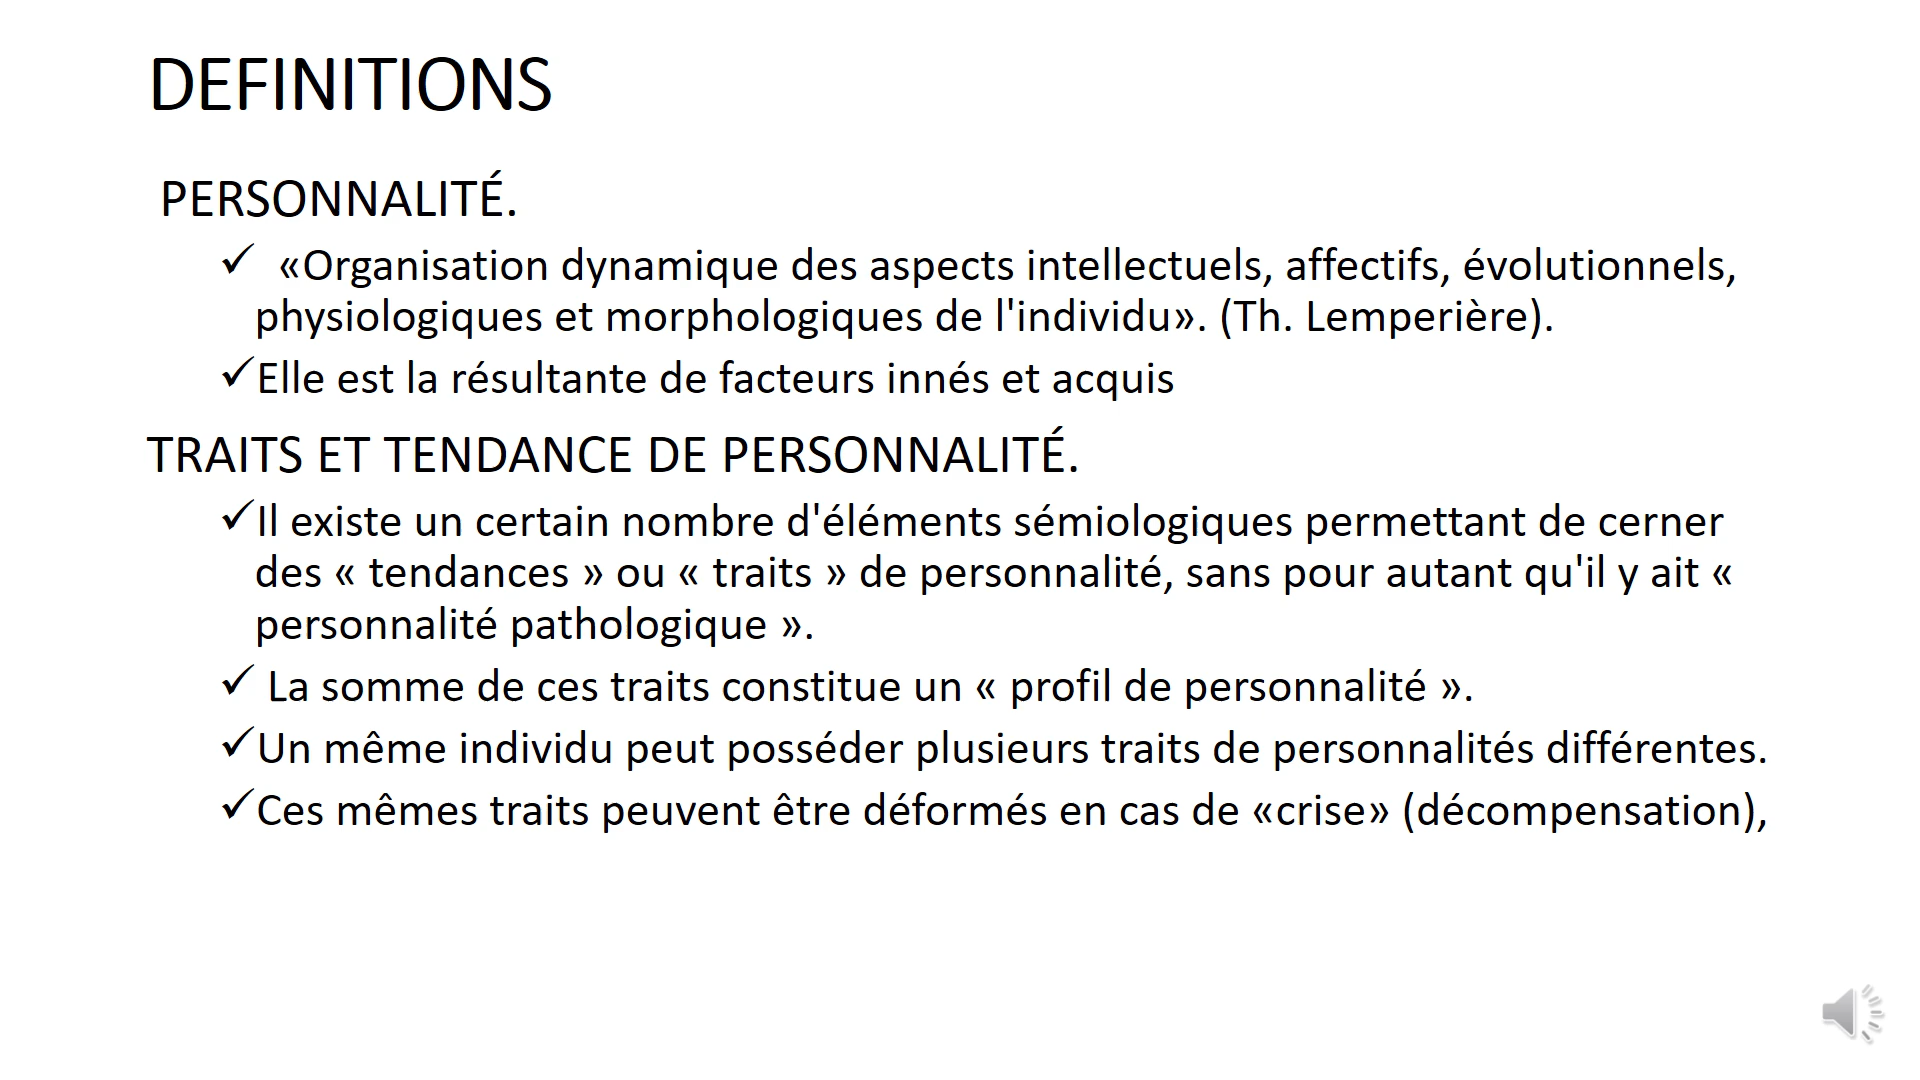 DEFINITIONS
PERSONNALITÉ.
✓ «Organisation dynamique des aspects intellectuels, affectifs, évolutionnels,
physiologiques et morphologiques de l'individu». (Th. Lemperière).
✓Elle est la résultante de facteurs innés et acquis
TRAITS ET TENDANCE DE PERSONNALITÉ.
✓Il existe un certain nombre d'éléments sémiologiques permettant de cerner
des « tendances » ou « traits » de personnalité, sans pour autant qu'il y ait «
personnalité pathologique ».
✓ La somme de ces traits constitue un « profil de personnalité ».
✓Un même individu peut posséder plusieurs traits de personnalités différentes.
✓Ces mêmes traits peuvent être déformés en cas de «crise» (décompensation),